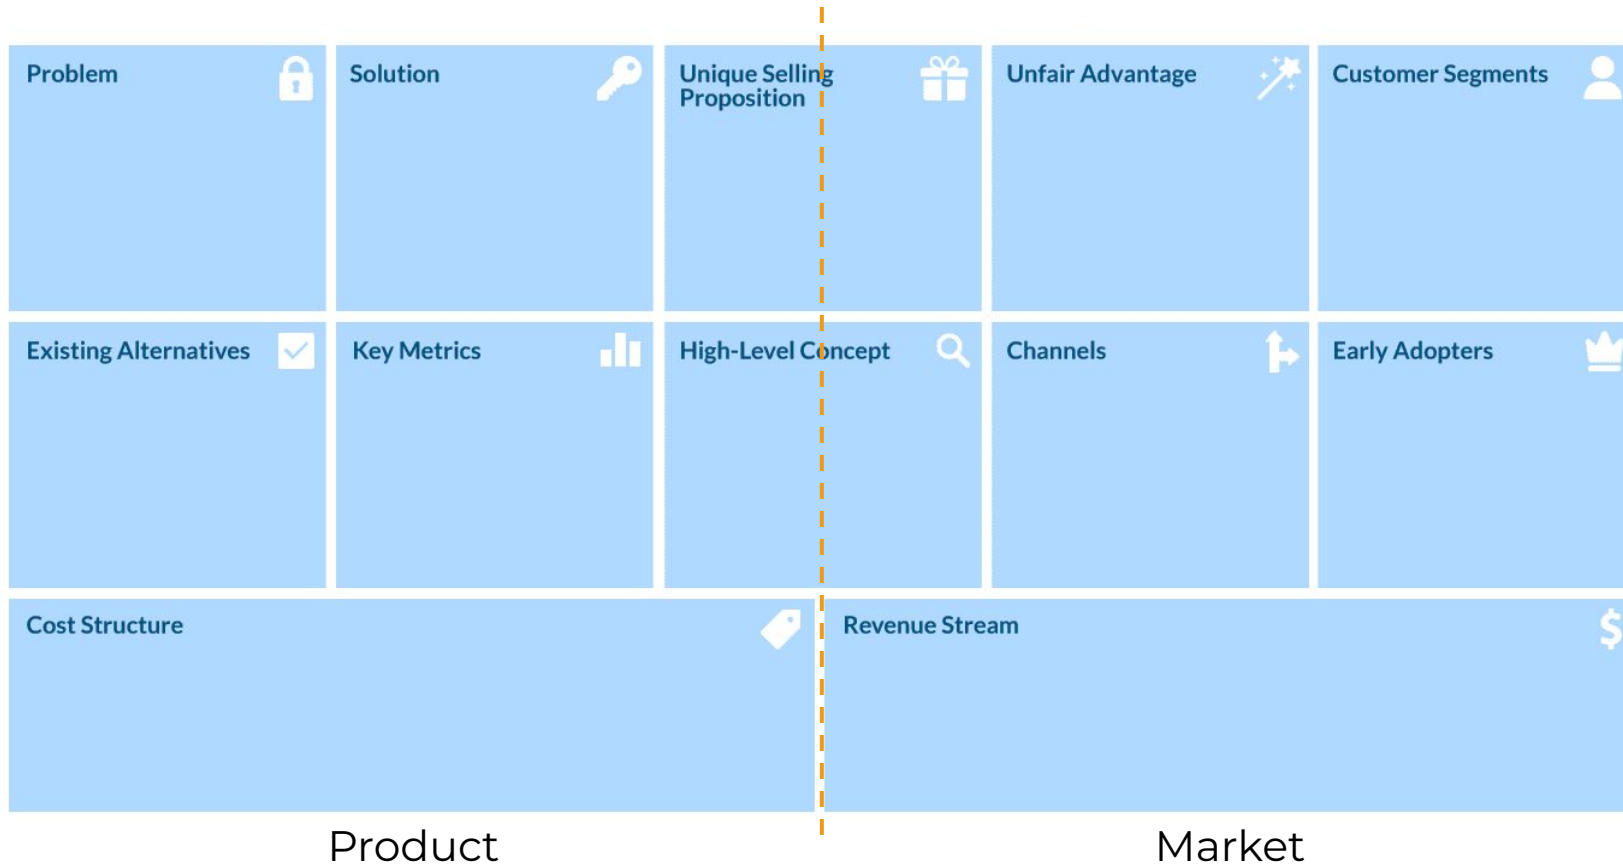 Problem
Solution
Unique Selling
Proposition
Unfair Advantage
Customer Segments
Existing Alternatives
Key Metrics
High-Level Concept
Channels
Early Adopters
Cost Structure
Revenue Stream
$
Product
Market